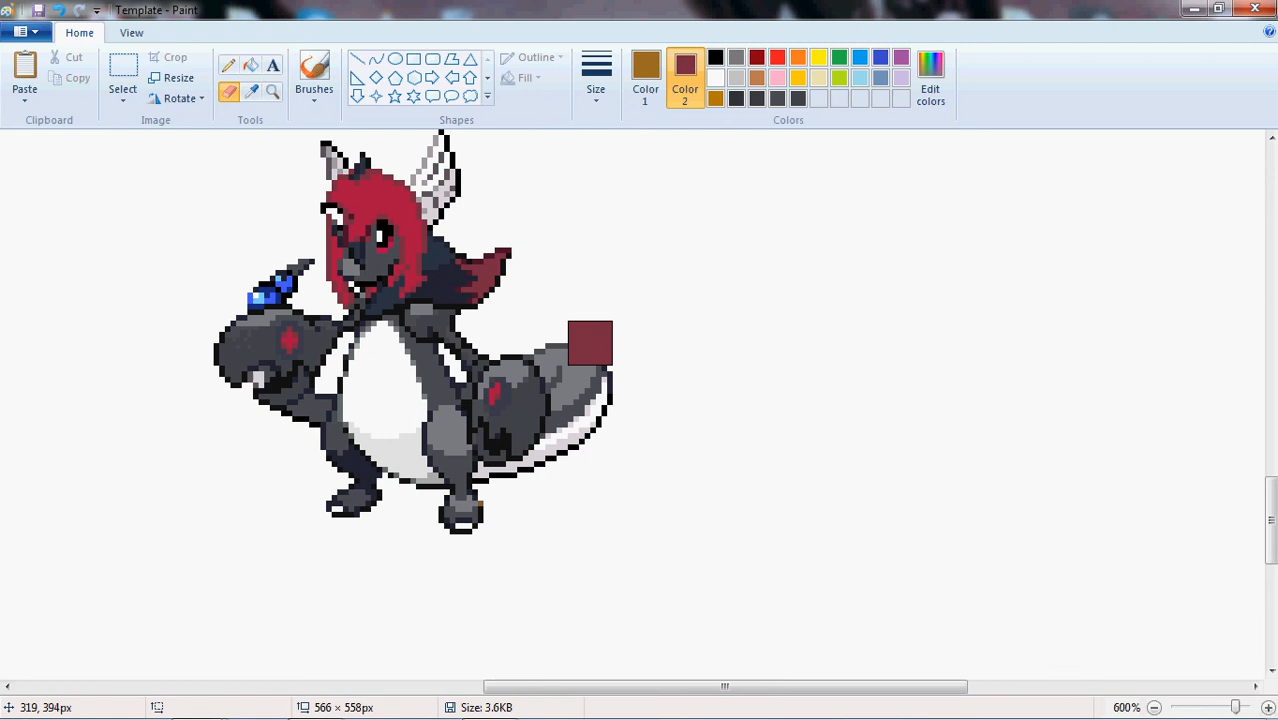 Template - Paint
Home View
Paste
Cut
Copy
Clipboard
Select
Crop
Resize
Rotate
Image
A
Tools
Brushes
Outline
Fill
Shapes
Size
Color 1
Color 2
Edit colors
Colors
319, 394px
566 × 558px
Size: 3.6KB
600%